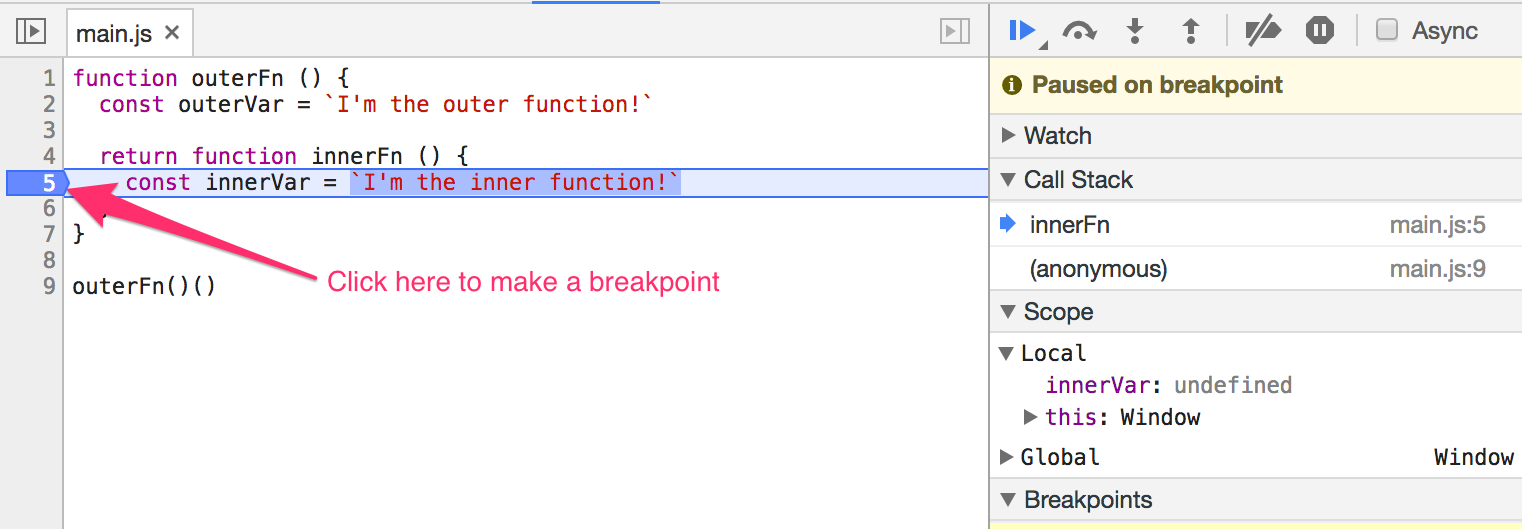 main.js ×
1 function outerFn () {
2   const outerVar = `I'm the outer function!`
3
4   return function innerFn () {
5     const innerVar = `I'm the inner function!`
6
7 }
8
9 outerFn()()
Click here to make a breakpoint
Async
Paused on breakpoint
Watch
Call Stack
innerFn main.js:5
(anonymous) main.js:9
Scope
Local
innerVar: undefined
this: Window
Global Window
Breakpoints